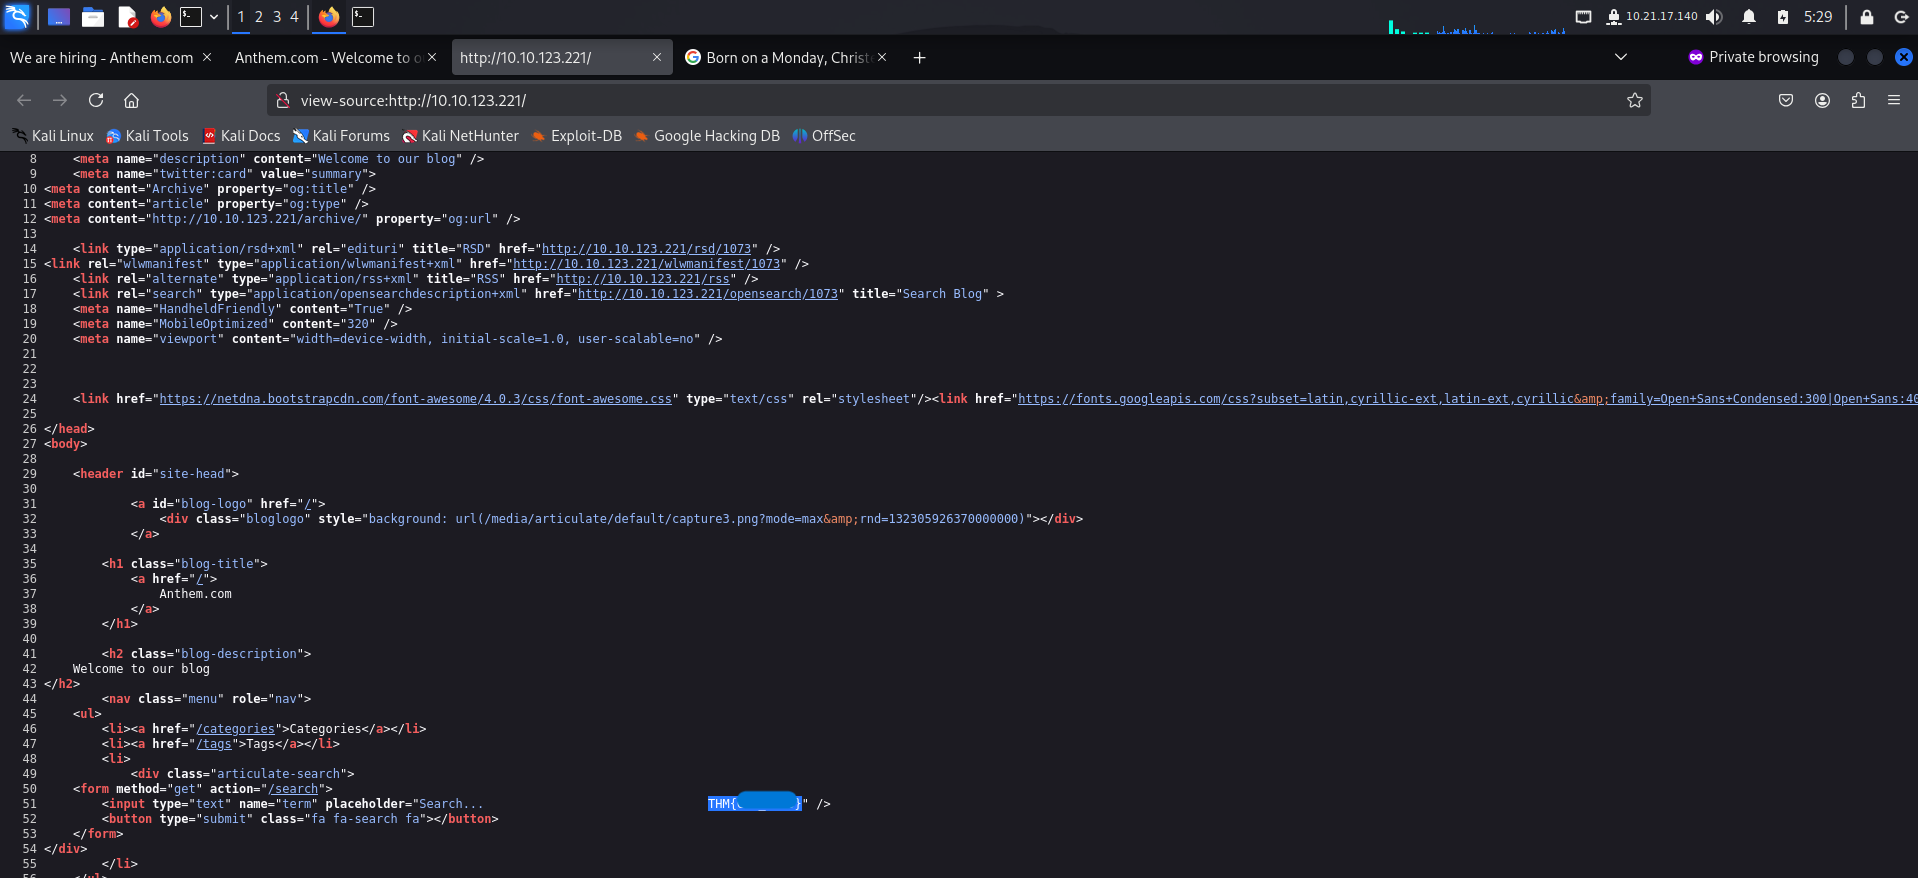 1 2 3 4 10.21.17.140 5:29
We are hiring - Anthem.com Anthem.com - Welcome to o http://10.10.123.221/ Born on a Monday, Christ Private browsing
view-source:http://10.10.123.221/
Kali Linux Kali Tools Kali Docs Kali Forums Kali NetHunter Exploit-DB Google Hacking DB OffSec
8 <meta name="description" content="Welcome to our blog" />
9 <meta name="twitter:card" value="summary">
10 <meta content="Archive" property="og:title" />
11 <meta content="article" property="og:type" />
12 <meta content="http://10.10.123.221/archive/" property="og:url" />
13
14 <link type="application/rsd+xml" rel="edituri" title="RSD" href="http://10.10.123.221/rsd/1073" />
15 <link rel="wlwmanifest" type="application/wlwmanifest+xml" href="http://10.10.123.221/wlwmanifest/1073" />
16 <link rel="alternate" type="application/rss+xml" title="RSS" href="http://10.10.123.221/rss" />
17 <link rel="search" type="application/opensearchdescription+xml" href="http://10.10.123.221/opensearch/1073" title="Search Blog" >
18 <meta name="HandheldFriendly" content="True" />
19 <meta name="MobileOptimized" content="320" />
20 <meta name="viewport" content="width=device-width, initial-scale=1.0, user-scalable=no" />
21
22
23
24 <link href="https://netdna.bootstrapcdn.com/font-awesome/4.0.3/css/font-awesome.css" type="text/css" rel="stylesheet"/><link href="https://fonts.googleapis.com/css?subset=latin,cyrillic-ext,latin-ext,cyrillic&amp;family=Open+Sans+Condensed:300|Open+Sans:40
25
26 </head>
27 <body>
28
29 <header id="site-head">
30
31 <a id="blog-logo" href="/">
32 <div class="bloglogo" style="background: url(/media/articulate/default/capture3.png?mode=max&amp;rnd=132305926370000000)"></div>
33 </a>
34
35 <h1 class="blog-title">
36 <a href="/">
37 Anthem.com
38 </a>
39 </h1>
40
41 <h2 class="blog-description">
42 Welcome to our blog
43 </h2>
44 <nav class="menu" role="nav">
45 <ul>
46 <li><a href="/categories">Categories</a></li>
47 <li><a href="/tags">Tags</a></li>
48 <li>
49 <div class="articulate-search">
50 <form method="get" action="/search">
51 <input type="text" name="term" placeholder="Search... THM{ }" />
52 <button type="submit" class="fa fa-search fa"></button>
53 </form>
54 </div>
55 </li>
56 </ul>